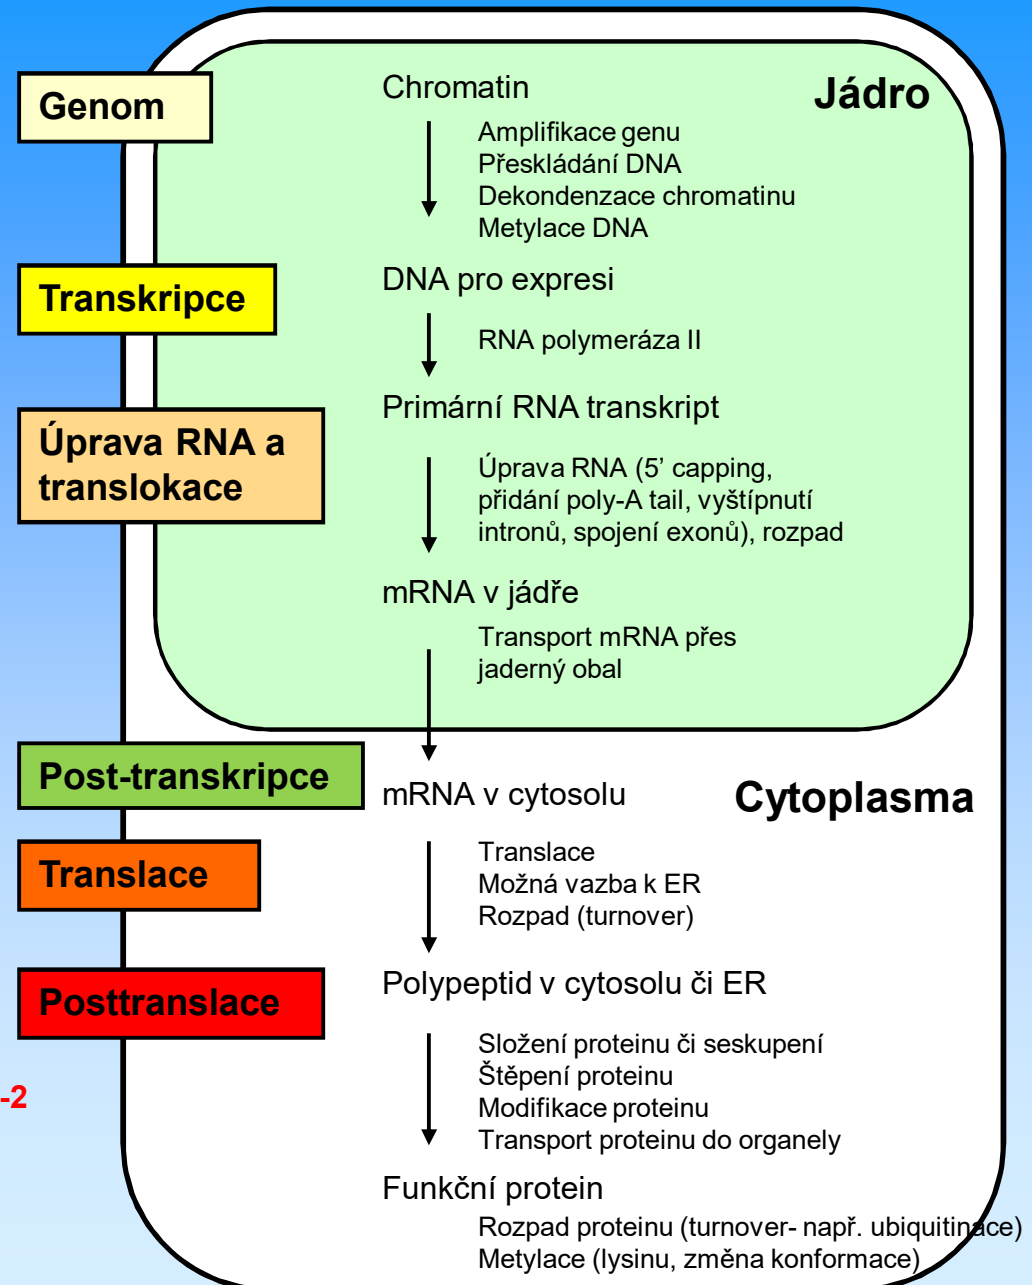 Genom
Chromatin
Jádro
Amplifikace genu
Přeskládání DNA
Dekondenzace chromatinu
Metylace DNA
Transkripce
DNA pro expresi
RNA polymeráza II
Primární RNA transkript
Úprava RNA a
translokace
Úprava RNA (5’ capping,
přidání poly-A tail, vyštípnutí
intronů, spojení exonů), rozpad
mRNA v jádře
Transport mRNA přes
jaderný obal
Post-transkripce
mRNA v cytosolu
Cytoplasma
Translace
Translace
Možná vazba k ER
Rozpad (turnover)
Posttranslace
Polypeptid v cytosolu či ER
Složení proteinu či seskupení
Štěpení proteinu
Modifikace proteinu
Transport proteinu do organely
-2
Funkční protein
Rozpad proteinu (turnover- např. ubiquitinace)
Metylace (lysinu, změna konformace)